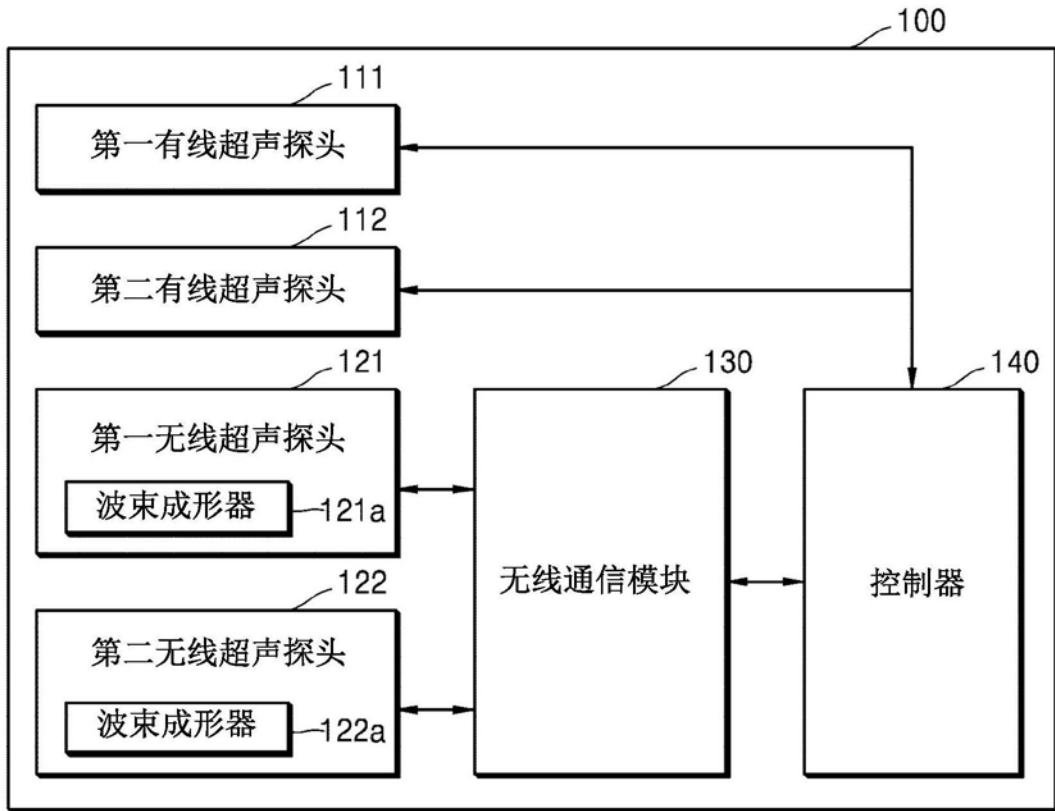 100
111
第一有线超声探头
112
第二有线超声探头
121
第一无线超声探头
波束成形器
121a
122
第二无线超声探头
波束成形器
122a
130
无线通信模块
140
控制器